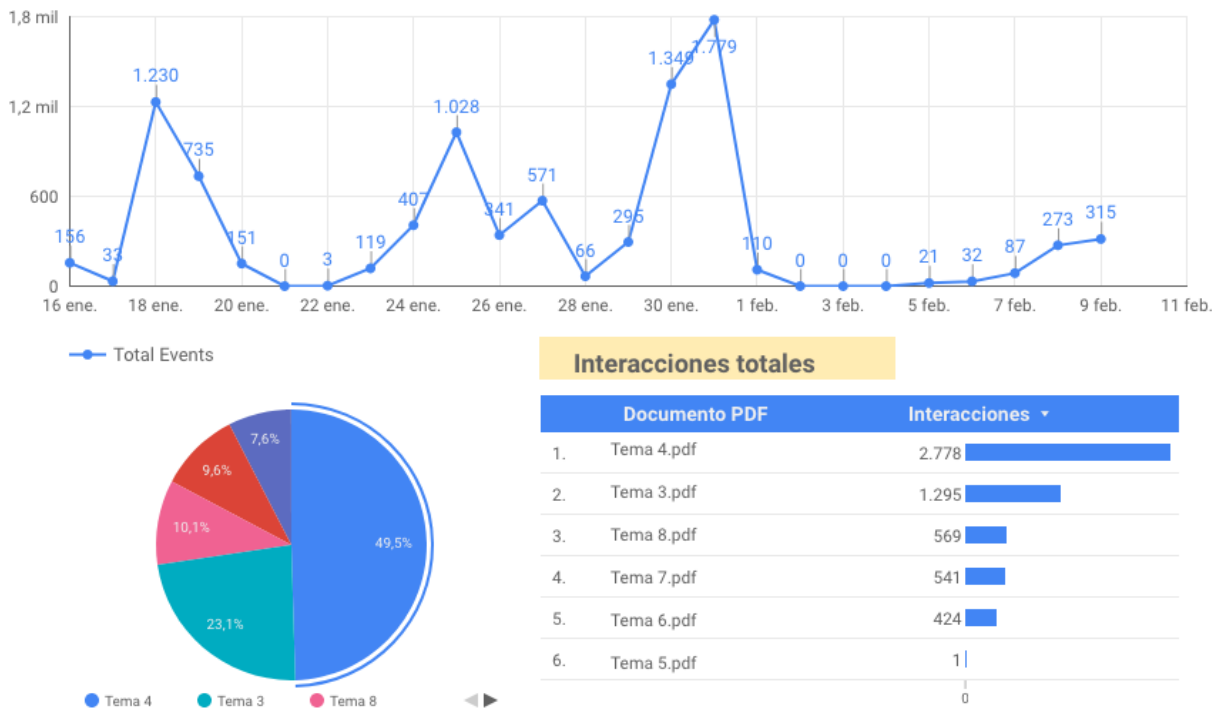 1,8 mil
1,2 mil
600
0
156
33
1.230
735
151
0
3
119
407
1.028
341
571
66
295
1.349
1.779
110
0
0
0
21
32
87
273
315
16 ene.
18 ene.
20 ene.
22 ene.
24 ene.
26 ene.
28 ene.
30 ene.
1 feb.
3 feb.
5 feb.
7 feb.
9 feb.
11 feb.
Total Events
7,6%
9,6%
10,1%
49,5%
23,1%
Tema 4 Tema 3 Tema 8
Interacciones totales
Documento PDF Interacciones
1. Tema 4.pdf 2.778
2. Tema 3.pdf 1.295
3. Tema 8.pdf 569
4. Tema 7.pdf 541
5. Tema 6.pdf 424
6. Tema 5.pdf 1
0